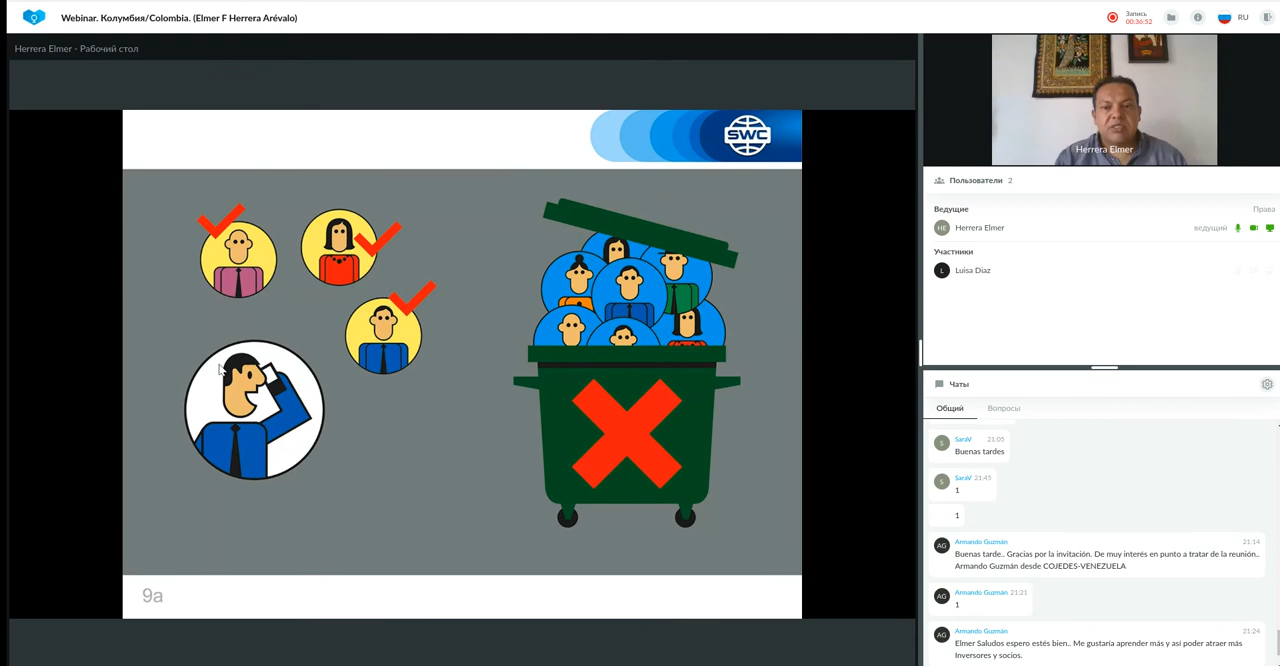 Webinar. Колумбия/Colombia. (Elmer F Herrera Arévalo)
Запись
00:36:52
RU
Herrera Elmer - Рабочий стол
SWC
9a
Herrera Elmer
Пользователи 2
Ведущие
Права
HE
Herrera Elmer
ведущий
Участники
L
Luisa Diaz
Чаты
Общий
Вопросы
S
SaraV 21:05
Buenas tardes
S
SaraV 21:45
1
1
AG
Armando Guzmán 21:14
Buenas tarde.. Gracias por la invitación. De muy interés en punto a tratar de la reunión..
Armando Guzmán desde COJEDES-VENEZUELA
AG
Armando Guzmán 21:21
1
AG
Armando Guzmán 21:24
Elmer Saludos espero estés bien.. Me gustaría aprender más y así poder atraer más
Inversores y socios.